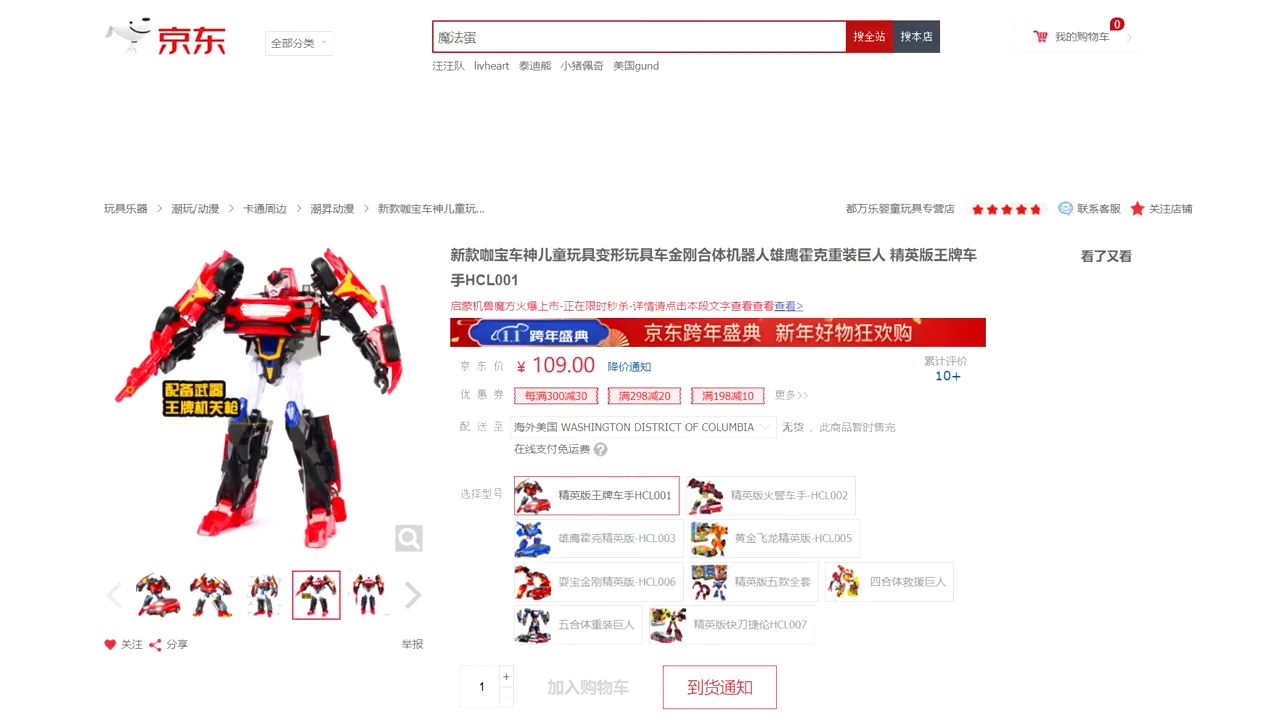 京东
全部分类
魔法蛋
搜全站
搜本店
0
我的购物车
汪汪队 livheart 泰迪熊 小猪佩奇 美国gund
玩具乐器 > 潮玩/动漫 > 卡通周边 > 潮昇动漫 > 新款咖宝车神儿童玩...
都万乐婴童玩具专营店
联系客服
关注店铺
新款咖宝车神儿童玩具变形玩具车金刚合体机器人雄鹰霍克重装巨人 精英版王牌车
手HCL001
看了又看
启蒙机兽魔方火爆上市-正在限时秒杀-详情请点击本段文字查看查看查看>
1.1 跨年盛典
京东跨年盛典 新年好物狂欢购
京东价 ¥ 109.00 降价通知
累计评价
10+
优惠券 每满300减30 满298减20 满198减10 更多>>
配备武器
王牌机天枪
配送至 海外美国 WASHINGTON DISTRICT OF COLUMBIA 无货 ,此商品暂时售完
在线支付免运费 ?
选择型号 精英版王牌车手HCL001 精英版火警车手-HCL002
雄鹰霍克精英版-HCL003 黄金飞龙精英版-HCL005
耍宝金刚精英版-HCL006 精英版五款全套 四合体救援巨人
五合体重装巨人 精英版快刀捷伦HCL007
关注 分享 举报
1 + -
加入购物车
到货通知